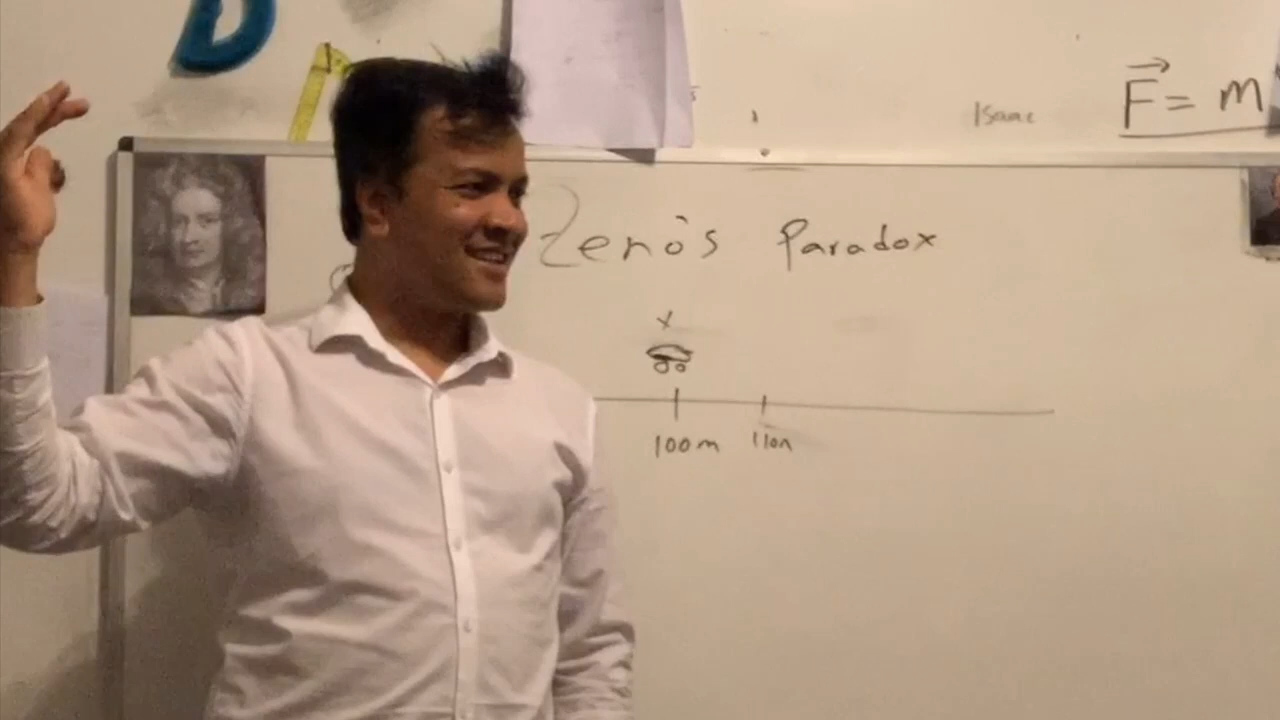 F = m
Isaac
Zeno's Paradox
x
100m 110m